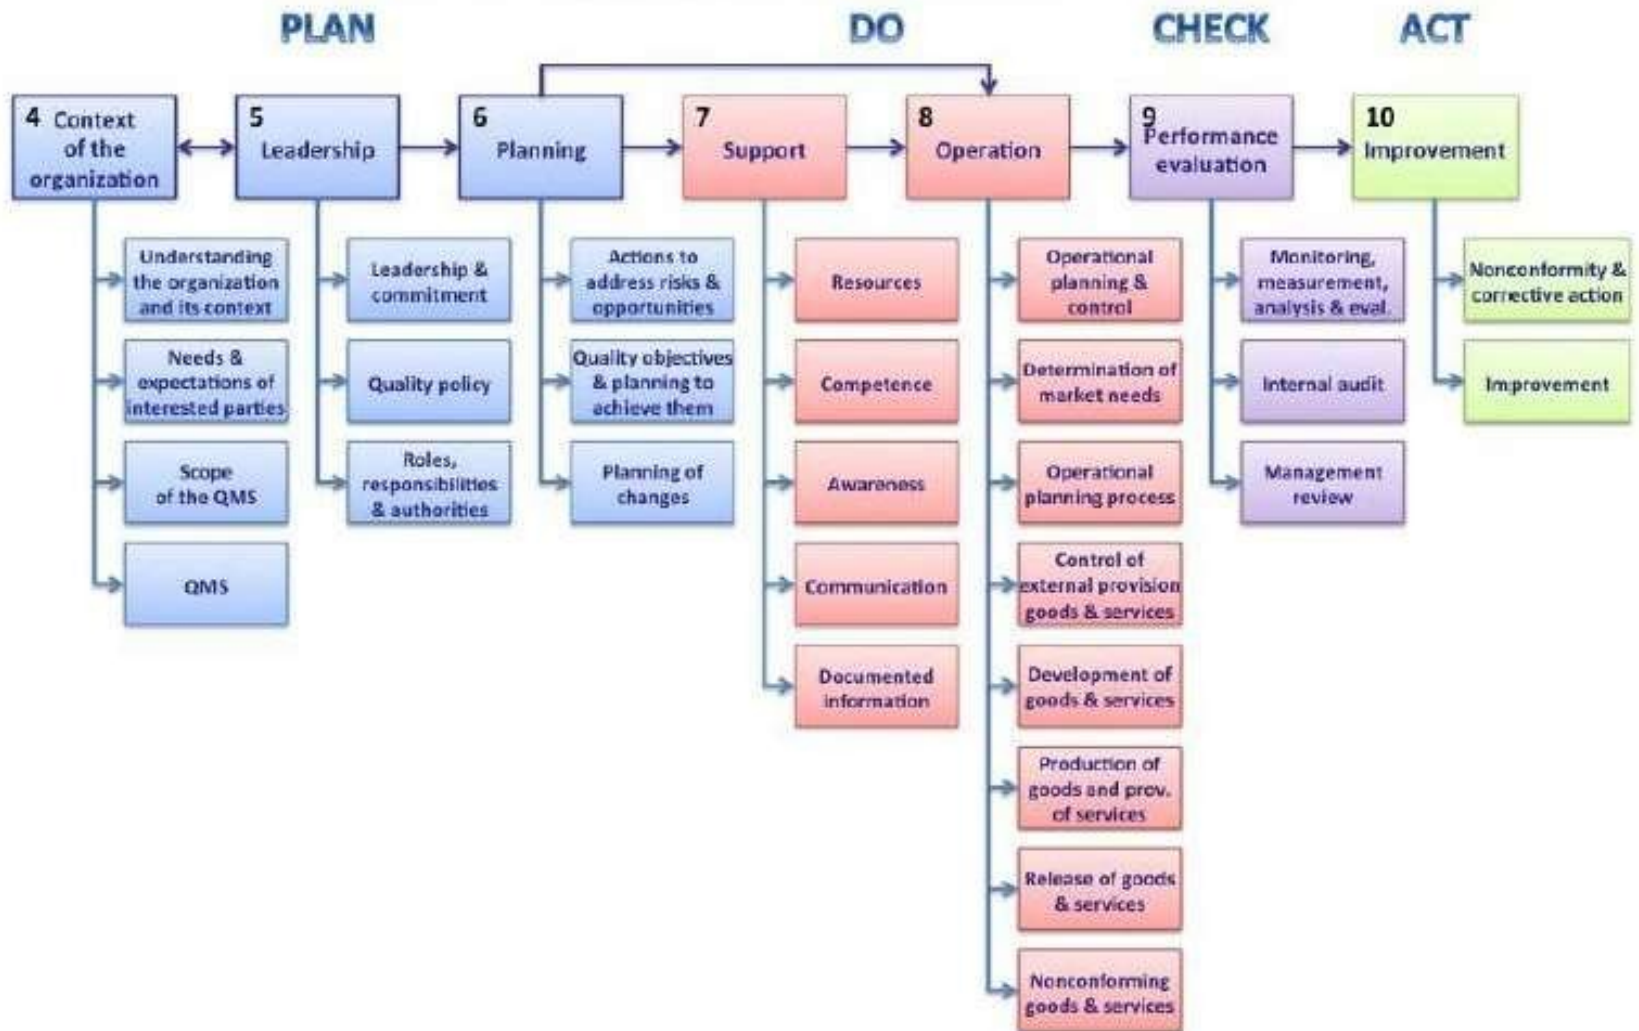 PLAN
DO
CHECK
ACT
4 Context
of the
organization
5
Leadership
6
Planning
7
Support
8
Operation
9
Performance
evaluation
10
Improvement
Understanding
the organization
and its context
Needs &
expectations of
interested parties
Scope
of the QMS
QMS
Leadership &
commitment
Quality policy
Roles,
responsibilities
& authorities
Actions to
address risks &
opportunities
Quality objectives
& planning to
achieve them
Planning of
changes
Resources
Competence
Awareness
Communication
Documented
information
Operational
planning &
control
Determination of
market needs
Operational
planning process
Control of
external provision
goods & services
Development of
goods & services
Production of
goods and prov.
of services
Release of goods
& services
Nonconforming
goods & services
Monitoring,
measurement,
analysis & eval.
Internal audit
Management
review
Nonconformity &
corrective action
Improvement